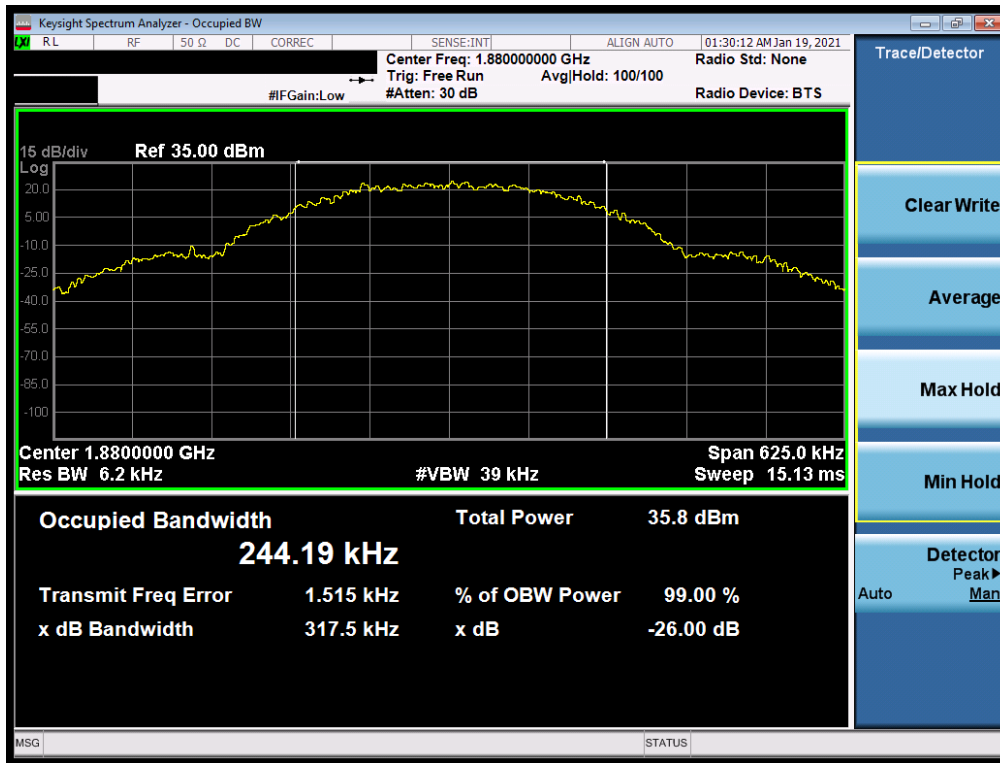 Keysight Spectrum Analyzer - Occupied BW
LXI RL RF 50 Ω DC CORREC SENSE:INT ALIGN AUTO 01:30:12 AM Jan 19, 2021
Center Freq: 1.880000000 GHz Radio Std: None
Trig: Free Run Avg|Hold: 100/100
#IFGain:Low #Atten: 30 dB Radio Device: BTS
15 dB/div Ref 35.00 dBm
Log
20.0
5.00
-10.0
-25.0
-40.0
-55.0
-70.0
-85.0
-100
Center 1.8800000 GHz Span 625.0 kHz
Res BW 6.2 kHz #VBW 39 kHz Sweep 15.13 ms
Occupied Bandwidth Total Power 35.8 dBm
244.19 kHz
Transmit Freq Error 1.515 kHz % of OBW Power 99.00 %
x dB Bandwidth 317.5 kHz x dB -26.00 dB
MSG STATUS
Trace/Detector
Clear Write
Average
Max Hold
Min Hold
Detector
Peak▶
Auto Man